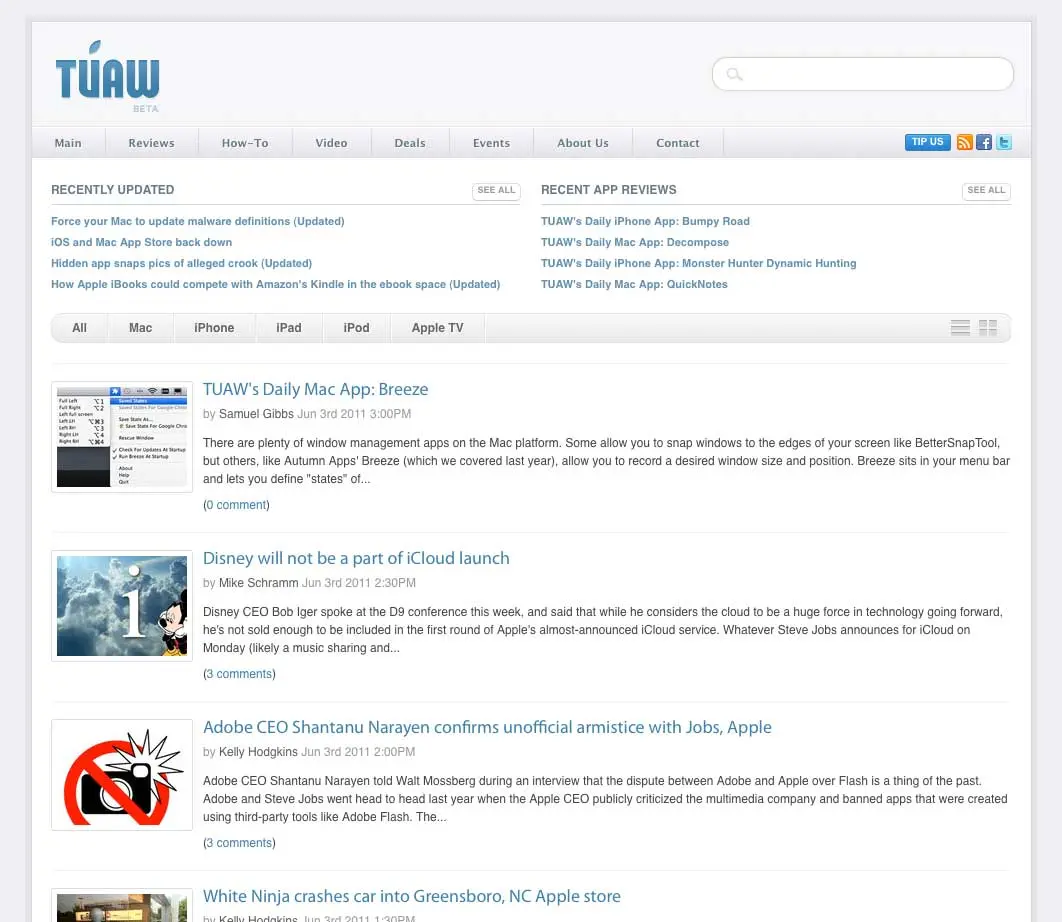 TUAW
BETA
Main Reviews How-To Video Deals Events About Us Contact TIP US
RECENTLY UPDATED SEE ALL
Force your Mac to update malware definitions (Updated)
iOS and Mac App Store back down
Hidden app snaps pics of alleged crook (Updated)
How Apple iBooks could compete with Amazon's Kindle in the ebook space (Updated)
RECENT APP REVIEWS SEE ALL
TUAW's Daily iPhone App: Bumpy Road
TUAW's Daily Mac App: Decompose
TUAW's Daily iPhone App: Monster Hunter Dynamic Hunting
TUAW's Daily Mac App: QuickNotes
All Mac iPhone iPad iPod Apple TV
Full Left ⌥1
Full Right ⌥2
Left full screen
Left LH ⌥⌘3
Left RH ⌥3
Right LH ⌥4
Right RH ⌥⌘4
Saved States
Saved States For Google Chro
Save State As...
Save State For Google Chro
Rescue Window
Check For Updates At Startup
Run Breeze At Startup
About
Help
Quit
TUAW's Daily Mac App: Breeze
by Samuel Gibbs Jun 3rd 2011 3:00PM
There are plenty of window management apps on the Mac platform. Some allow you to snap windows to the edges of your screen like BetterSnapTool,
but others, like Autumn Apps' Breeze (which we covered last year), allow you to record a desired window size and position. Breeze sits in your menu bar
and lets you define "states" of...
(0 comment)
i
Disney will not be a part of iCloud launch
by Mike Schramm Jun 3rd 2011 2:30PM
Disney CEO Bob Iger spoke at the D9 conference this week, and said that while he considers the cloud to be a huge force in technology going forward,
he's not sold enough to be included in the first round of Apple's almost-announced iCloud service. Whatever Steve Jobs announces for iCloud on
Monday (likely a music sharing and...
(3 comments)
Adobe CEO Shantanu Narayen confirms unofficial armistice with Jobs, Apple
by Kelly Hodgkins Jun 3rd 2011 2:00PM
Adobe CEO Shantanu Narayen told Walt Mossberg during an interview that the dispute between Adobe and Apple over Flash is a thing of the past.
Adobe and Steve Jobs went head to head last year when the Apple CEO publicly criticized the multimedia company and banned apps that were created
using third-party tools like Adobe Flash. The...
(3 comments)
White Ninja crashes car into Greensboro, NC Apple store
by Kelly Hodgkins Jun 3rd 2011 1:30PM